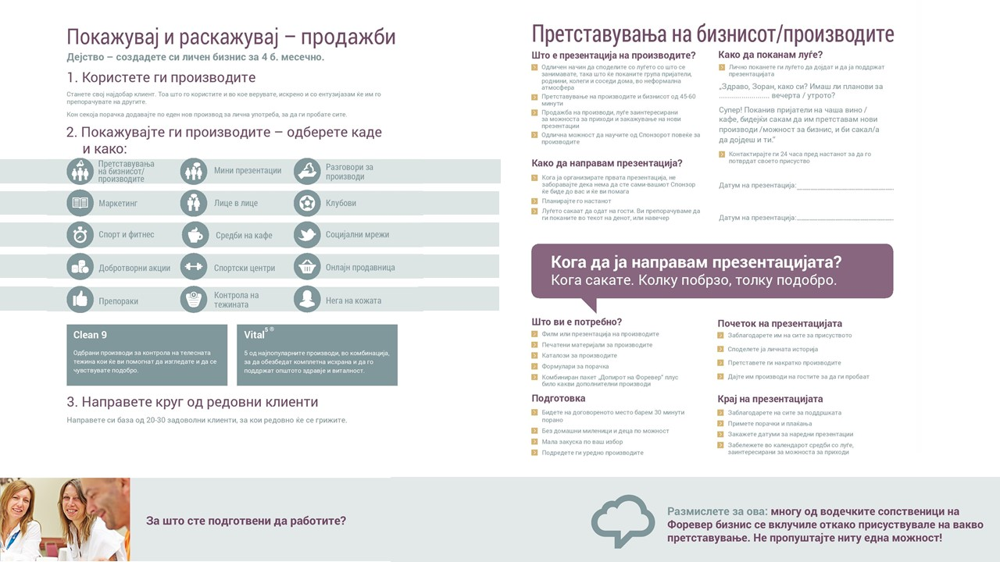 Покажувај и раскажувај – продажби
Дејство – создадете си личен бизнис за 4 б. месечно.
1. Користете ги производите
Станете свој најдобар клиент. Тоа што го користите и во кое верувате, искрено и со ентузијазам ќе им го
препорачувате на другите.
Кон секоја порачка додавајте по еден нов производ за лична употреба, за да ги пробате сите.
2. Покажувајте ги производите – одберете каде
и како:
Претставувања
на бизнисот/
производите
Мини презентации
Разговори за
производи
Маркетинг
Лице в лице
Клубови
Спорт и фитнес
Средби на кафе
Социјални мрежи
Добротворни акции
Спортски центри
Онлајн продавница
Препораки
Контрола на
тежината
Нега на кожата
Clean 9
Одбрани производи за контрола на телесната
тежина кои ќе ви помогнат да изгледате и да се
чувствувате подобро.
Vital5 ®
5 од најпопуларните производи, во комбинација,
за да обезбедат комплетна исхрана и да го
поддржат општото здравје и виталност.
3. Направете круг од редовни клиенти
Направете си база од 20-30 задоволни клиенти, за кои редовно ќе се грижите.
За што сте подготвени да работите?
Претставувања на бизнисот/производите
Што е презентација на производите?
Одличен начин да споделите со луѓето со што се
занимавате, така што ќе поканите група пријатели,
роднини, колеги и соседи дома, во неформална
атмосфера
Претставување на производите и бизнисот од 45-60
минути
Продажба на производи, луѓе заинтересирани
за можноста за приходи и закажување на нови
презентации
Одлична можност да научите од Спонзорот повеќе за
производите
Како да направам презентација?
Кога ја организирате првата презентација, не
заборавајте дека нема да сте сами-вашиот Спонзор
ќе биде до вас и ќе ви помага
Планирајте го настанот
Луѓето сакаат да одат на гости. Ви препорачуваме да
ги поканите во текот на денот, или навечер
Како да поканам луѓе?
Лично поканете ги луѓето да дојдат и да ја поддржат
презентацијата
„Здраво, Зоран, како си? Имаш ли планови за
........................ вечерта / утрото?
Супер! Поканив пријатели на чаша вино /
кафе, бидејќи сакам да им претставам нови
производи /можност за бизнис, и би сакал/а
да дојдеш и ти.“
Контактирајте ги 24 часа пред настанот за да го
потврдат своето присуство
Датум на презентација:
Датум на презентација:
Кога да ја направам презентацијата?
Кога сакате. Колку побрзо, толку подобро.
Што ви е потребно?
Филм или презентација на производите
Печатени материјали за производите
Каталози за производите
Формулари за порачка
Комбиниран пакет „Допирот на Форевер“ плус
било какви дополнителни производи
Подготовка
Бидете на договореното место барем 30 минути
порано
Без домашни миленици и деца по можност
Мала закуска по ваш избор
Подредете ги уредно производите
Почеток на презентацијата
Заблагодарете им на сите за присуството
Споделете ја личната историја
Претставете ги накратко производите
Дајте им производи на гостите за да ги пробаат
Крај на презентацијата
Заблагодарете на сите за поддршката
Примете порачки и плаќања
Закажете датуми за наредни презентации
Забележете во календарот средби со луѓе,
заинтересирани за можноста за приходи
Размислете за ова: многу од водечките сопственици на
Форевер бизнис се вклучиле откако присуствувале на вакво
претставување. Не пропуштајте ниту една можност!